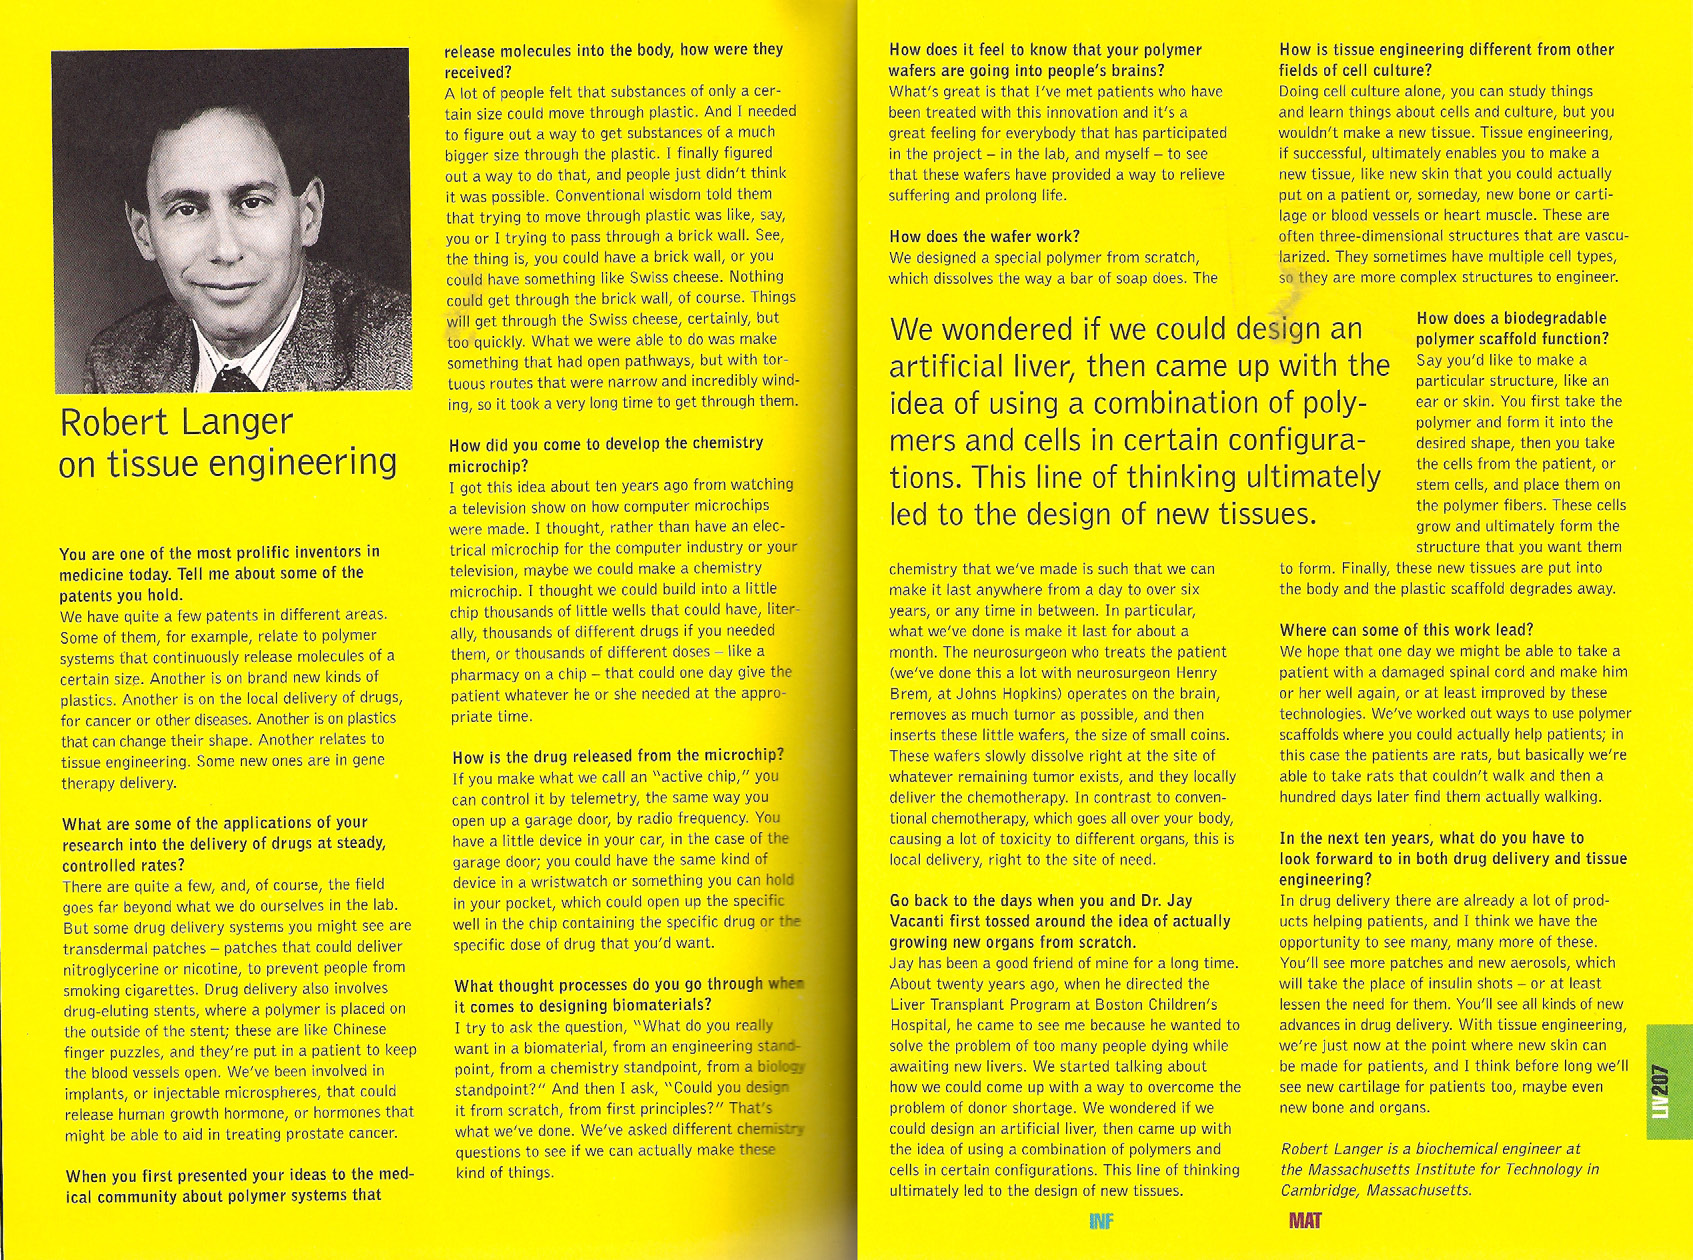 Robert Langer
on tissue engineering
You are one of the most prolific inventors in
medicine today. Tell me about some of the
patents you hold.
We have quite a few patents in different areas.
Some of them, for example, relate to polymer
systems that continuously release molecules of a
certain size. Another is on brand new kinds of
plastics. Another is on the local delivery of drugs,
for cancer or other diseases. Another is on plastics
that can change their shape. Another relates to
tissue engineering. Some new ones are in gene
therapy delivery.
What are some of the applications of your
research into the delivery of drugs at steady,
controlled rates?
There are quite a few, and, of course, the field
goes far beyond what we do ourselves in the lab.
But some drug delivery systems you might see are
transdermal patches – patches that could deliver
nitroglycerine or nicotine, to prevent people from
smoking cigarettes. Drug delivery also involves
drug-eluting stents, where a polymer is placed on
the outside of the stent; these are like Chinese
finger puzzles, and they're put in a patient to keep
the blood vessels open. We've been involved in
implants, or injectable microspheres, that could
release human growth hormone, or hormones that
might be able to aid in treating prostate cancer.
When you first presented your ideas to the med-
ical community about polymer systems that
release molecules into the body, how were they
received?
A lot of people felt that substances of only a cer-
tain size could move through plastic. And I needed
to figure out a way to get substances of a much
bigger size through the plastic. I finally figured
out a way to do that, and people just didn't think
it was possible. Conventional wisdom told them
that trying to move through plastic was like, say,
you or I trying to pass through a brick wall. See,
the thing is, you could have a brick wall, or you
could have something like Swiss cheese. Nothing
could get through the brick wall, of course. Things
will get through the Swiss cheese, certainly, but
too quickly. What we were able to do was make
something that had open pathways, but with tor-
tuous routes that were narrow and incredibly wind-
ing, so it took a very long time to get through them.
How did you come to develop the chemistry
microchip?
I got this idea about ten years ago from watching
a television show on how computer microchips
were made. I thought, rather than have an elec-
trical microchip for the computer industry or your
television, maybe we could make a chemistry
microchip. I thought we could build into a little
chip thousands of little wells that could have, liter-
ally, thousands of different drugs if you needed
them, or thousands of different doses – like a
pharmacy on a chip – that could one day give the
patient whatever he or she needed at the appro-
priate time.
How is the drug released from the microchip?
If you make what we call an "active chip," you
can control it by telemetry, the same way you
open up a garage door, by radio frequency. You
have a little device in your car, in the case of the
garage door; you could have the same kind of
device in a wristwatch or something you can hold
in your pocket, which could open up the specific
well in the chip containing the specific drug or the
specific dose of drug that you'd want.
What thought processes do you go through when
it comes to designing biomaterials?
I try to ask the question, "What do you really
want in a biomaterial, from an engineering stand-
point, from a chemistry standpoint, from a biology
standpoint?" And then I ask, "Could you design
it from scratch, from first principles?" That's
what we've done. We've asked different chemistry
questions to see if we can actually make these
kind of things.
How does it feel to know that your polymer
wafers are going into people's brains?
What's great is that I've met patients who have
been treated with this innovation and it's a
great feeling for everybody that has participated
in the project – in the lab, and myself – to see
that these wafers have provided a way to relieve
suffering and prolong life.
How does the wafer work?
We designed a special polymer from scratch,
which dissolves the way a bar of soap does. The
We wondered if we could design an
artificial liver, then came up with the
idea of using a combination of poly-
mers and cells in certain configura-
tions. This line of thinking ultimately
led to the design of new tissues.
chemistry that we've made is such that we can
make it last anywhere from a day to over six
years, or any time in between. In particular,
what we've done is make it last for about a
month. The neurosurgeon who treats the patient
(we've done this a lot with neurosurgeon Henry
Brem, at Johns Hopkins) operates on the brain,
removes as much tumor as possible, and then
inserts these little wafers, the size of small coins.
These wafers slowly dissolve right at the site of
whatever remaining tumor exists, and they locally
deliver the chemotherapy. In contrast to conven-
tional chemotherapy, which goes all over your body,
causing a lot of toxicity to different organs, this is
local delivery, right to the site of need.
Go back to the days when you and Dr. Jay
Vacanti first tossed around the idea of actually
growing new organs from scratch.
Jay has been a good friend of mine for a long time.
About twenty years ago, when he directed the
Liver Transplant Program at Boston Children's
Hospital, he came to see me because he wanted to
solve the problem of too many people dying while
awaiting new livers. We started talking about
how we could come up with a way to overcome the
problem of donor shortage. We wondered if we
could design an artificial liver, then came up with
the idea of using a combination of polymers and
cells in certain configurations. This line of thinking
ultimately led to the design of new tissues.
How is tissue engineering different from other
fields of cell culture?
Doing cell culture alone, you can study things
and learn things about cells and culture, but you
wouldn't make a new tissue. Tissue engineering,
if successful, ultimately enables you to make a
new tissue, like new skin that you could actually
put on a patient or, someday, new bone or carti-
lage or blood vessels or heart muscle. These are
often three-dimensional structures that are vascu-
larized. They sometimes have multiple cell types,
so they are more complex structures to engineer.
How does a biodegradable
polymer scaffold function?
Say you'd like to make a
particular structure, like an
ear or skin. You first take the
polymer and form it into the
desired shape, then you take
the cells from the patient, or
stem cells, and place them on
the polymer fibers. These cells
grow and ultimately form the
structure that you want them
to form. Finally, these new tissues are put into
the body and the plastic scaffold degrades away.
Where can some of this work lead?
We hope that one day we might be able to take a
patient with a damaged spinal cord and make him
or her well again, or at least improved by these
technologies. We've worked out ways to use polymer
scaffolds where you could actually help patients; in
this case the patients are rats, but basically we're
able to take rats that couldn't walk and then a
hundred days later find them actually walking.
In the next ten years, what do you have to
look forward to in both drug delivery and tissue
engineering?
In drug delivery there are already a lot of prod-
ucts helping patients, and I think we have the
opportunity to see many, many more of these.
You'll see more patches and new aerosols, which
will take the place of insulin shots – or at least
lessen the need for them. You'll see all kinds of new
advances in drug delivery. With tissue engineering,
we're just now at the point where new skin can
be made for patients, and I think before long we'll
see new cartilage for patients too, maybe even
new bone and organs.
Robert Langer is a biochemical engineer at
the Massachusetts Institute for Technology in
Cambridge, Massachusetts.
LIV207
INF
MAT